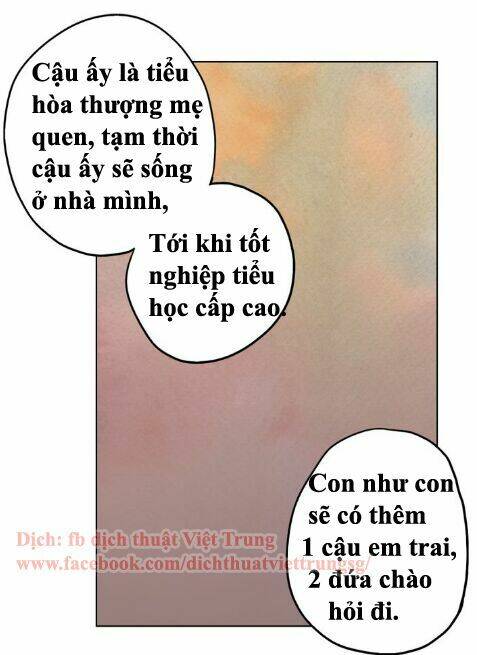 Cậu ấy là tiểu
hòa thượng mẹ
quen, tạm thời
cậu ấy sẽ sống
ở nhà mình,
Tới khi tốt
nghiệp tiểu
học cấp cao.
Con như con
sẽ có thêm
1 cậu em trai,
2 đứa chào
hỏi đi.
Dịch: fb dịch thuật Việt Trung
www.facebook.com/dichthuatviettrungsg/